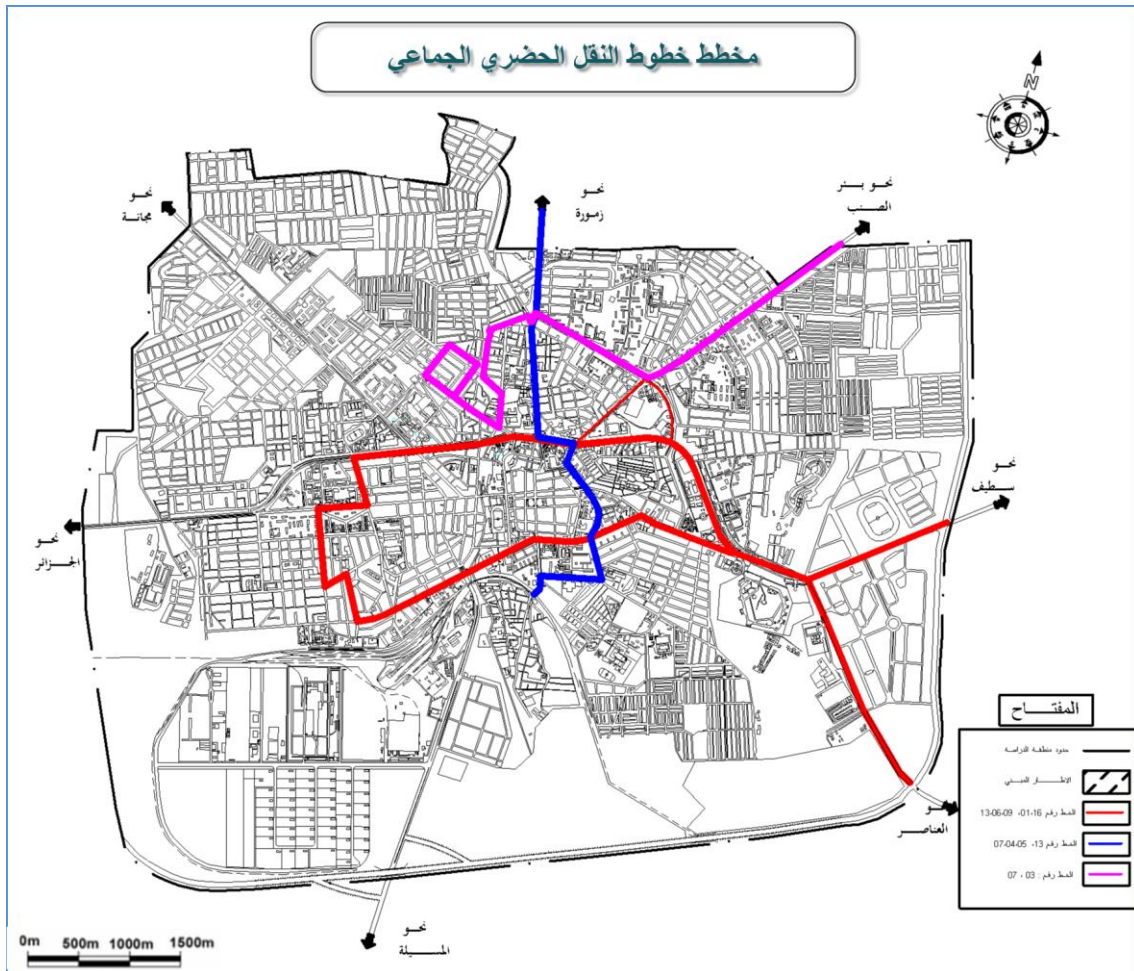 مخطط خطوط النقل الحضري الجماعي
N
نحو
مجانة
نحو
زمورة
نحو بئر
الصنب
نحو
سطيف
نحو
الجزائر
نحو
العناصر
نحو
المسيلة
المفتاح
حدود منطقة الدراسة
الاطار المبني
الخط رقم 16-01، 09-06-13
الخط رقم 13، 05-04-07
الخط رقم : 03 ، 07
0m 500m 1000m 1500m